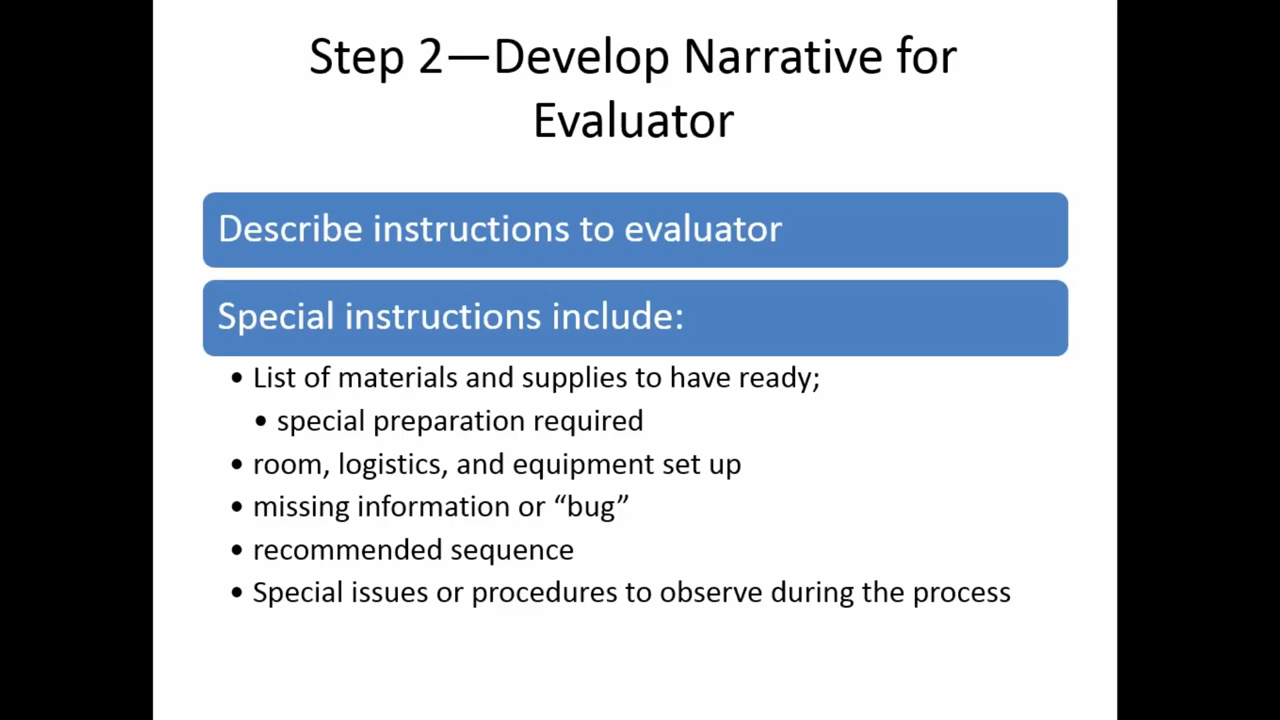 Step 2—Develop Narrative for
Evaluator
Describe instructions to evaluator
Special instructions include:
• List of materials and supplies to have ready;
• special preparation required
• room, logistics, and equipment set up
• missing information or “bug”
• recommended sequence
• Special issues or procedures to observe during the process